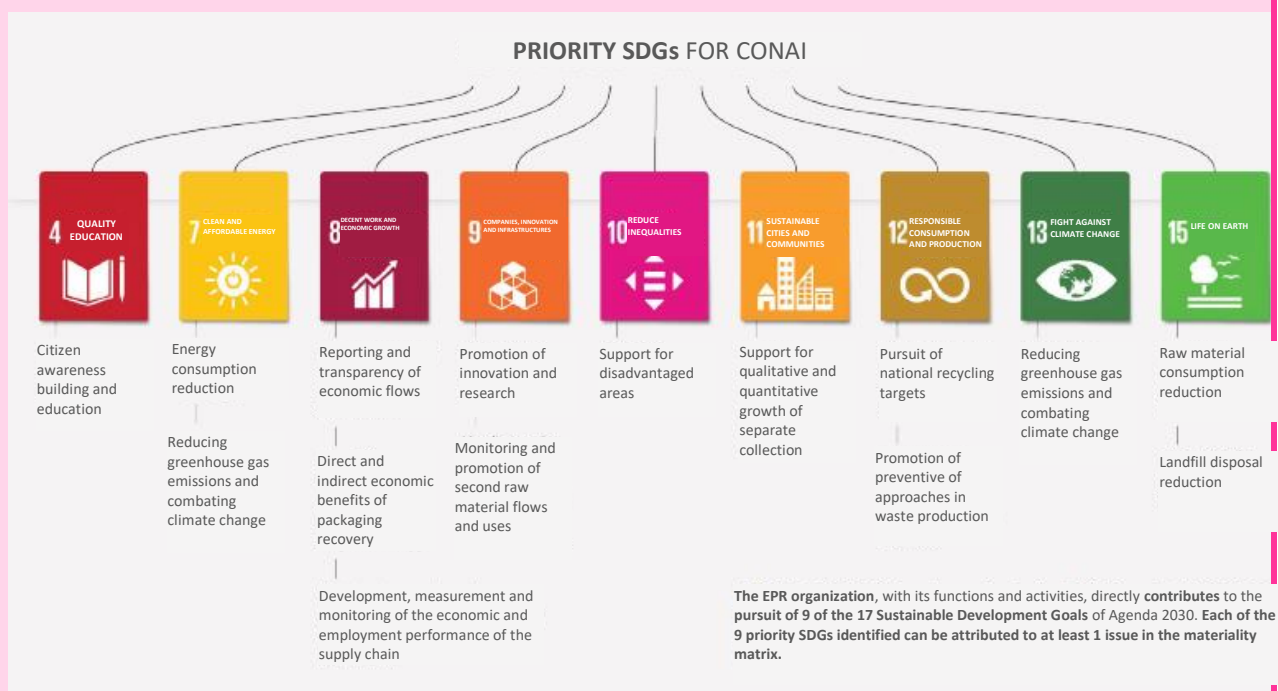 PRIORITY SDGs FOR CONAI
4 QUALITY
EDUCATION
7 CLEAN AND
AFFORDABLE ENERGY
8 DECENT WORK AND
ECONOMIC GROWTH
9 COMPANIES, INNOVATION
AND INFRASTRUCTURES
10 REDUCE
INEQUALITIES
11 SUSTAINABLE
CITIES AND
COMMUNITIES
12 RESPONSIBLE
CONSUMPTION
AND PRODUCTION
13 FIGHT AGAINST
CLIMATE CHANGE
15 LIFE ON EARTH
Citizen
awareness
building and
education
Energy
consumption
reduction
Reducing
greenhouse gas
emissions and
combating
climate change
Reporting and
transparency of
economic flows
Direct and
indirect economic
benefits of
packaging
recovery
Development, measurement and
monitoring of the economic and
employment performance of the
supply chain
Promotion of
innovation and
research
Monitoring and
promotion of
second raw
material flows
and uses
Support for
disadvantaged
areas
Support for
qualitative and
quantitative
growth of
separate
collection
Pursuit of
national recycling
targets
Promotion of
preventive of
approaches in
waste production
Reducing
greenhouse gas
emissions and
combating
climate change
Raw material
consumption
reduction
Landfill disposal
reduction
The EPR organization, with its functions and activities, directly contributes to the
pursuit of 9 of the 17 Sustainable Development Goals of Agenda 2030. Each of the
9 priority SDGs identified can be attributed to at least 1 issue in the materiality
matrix.